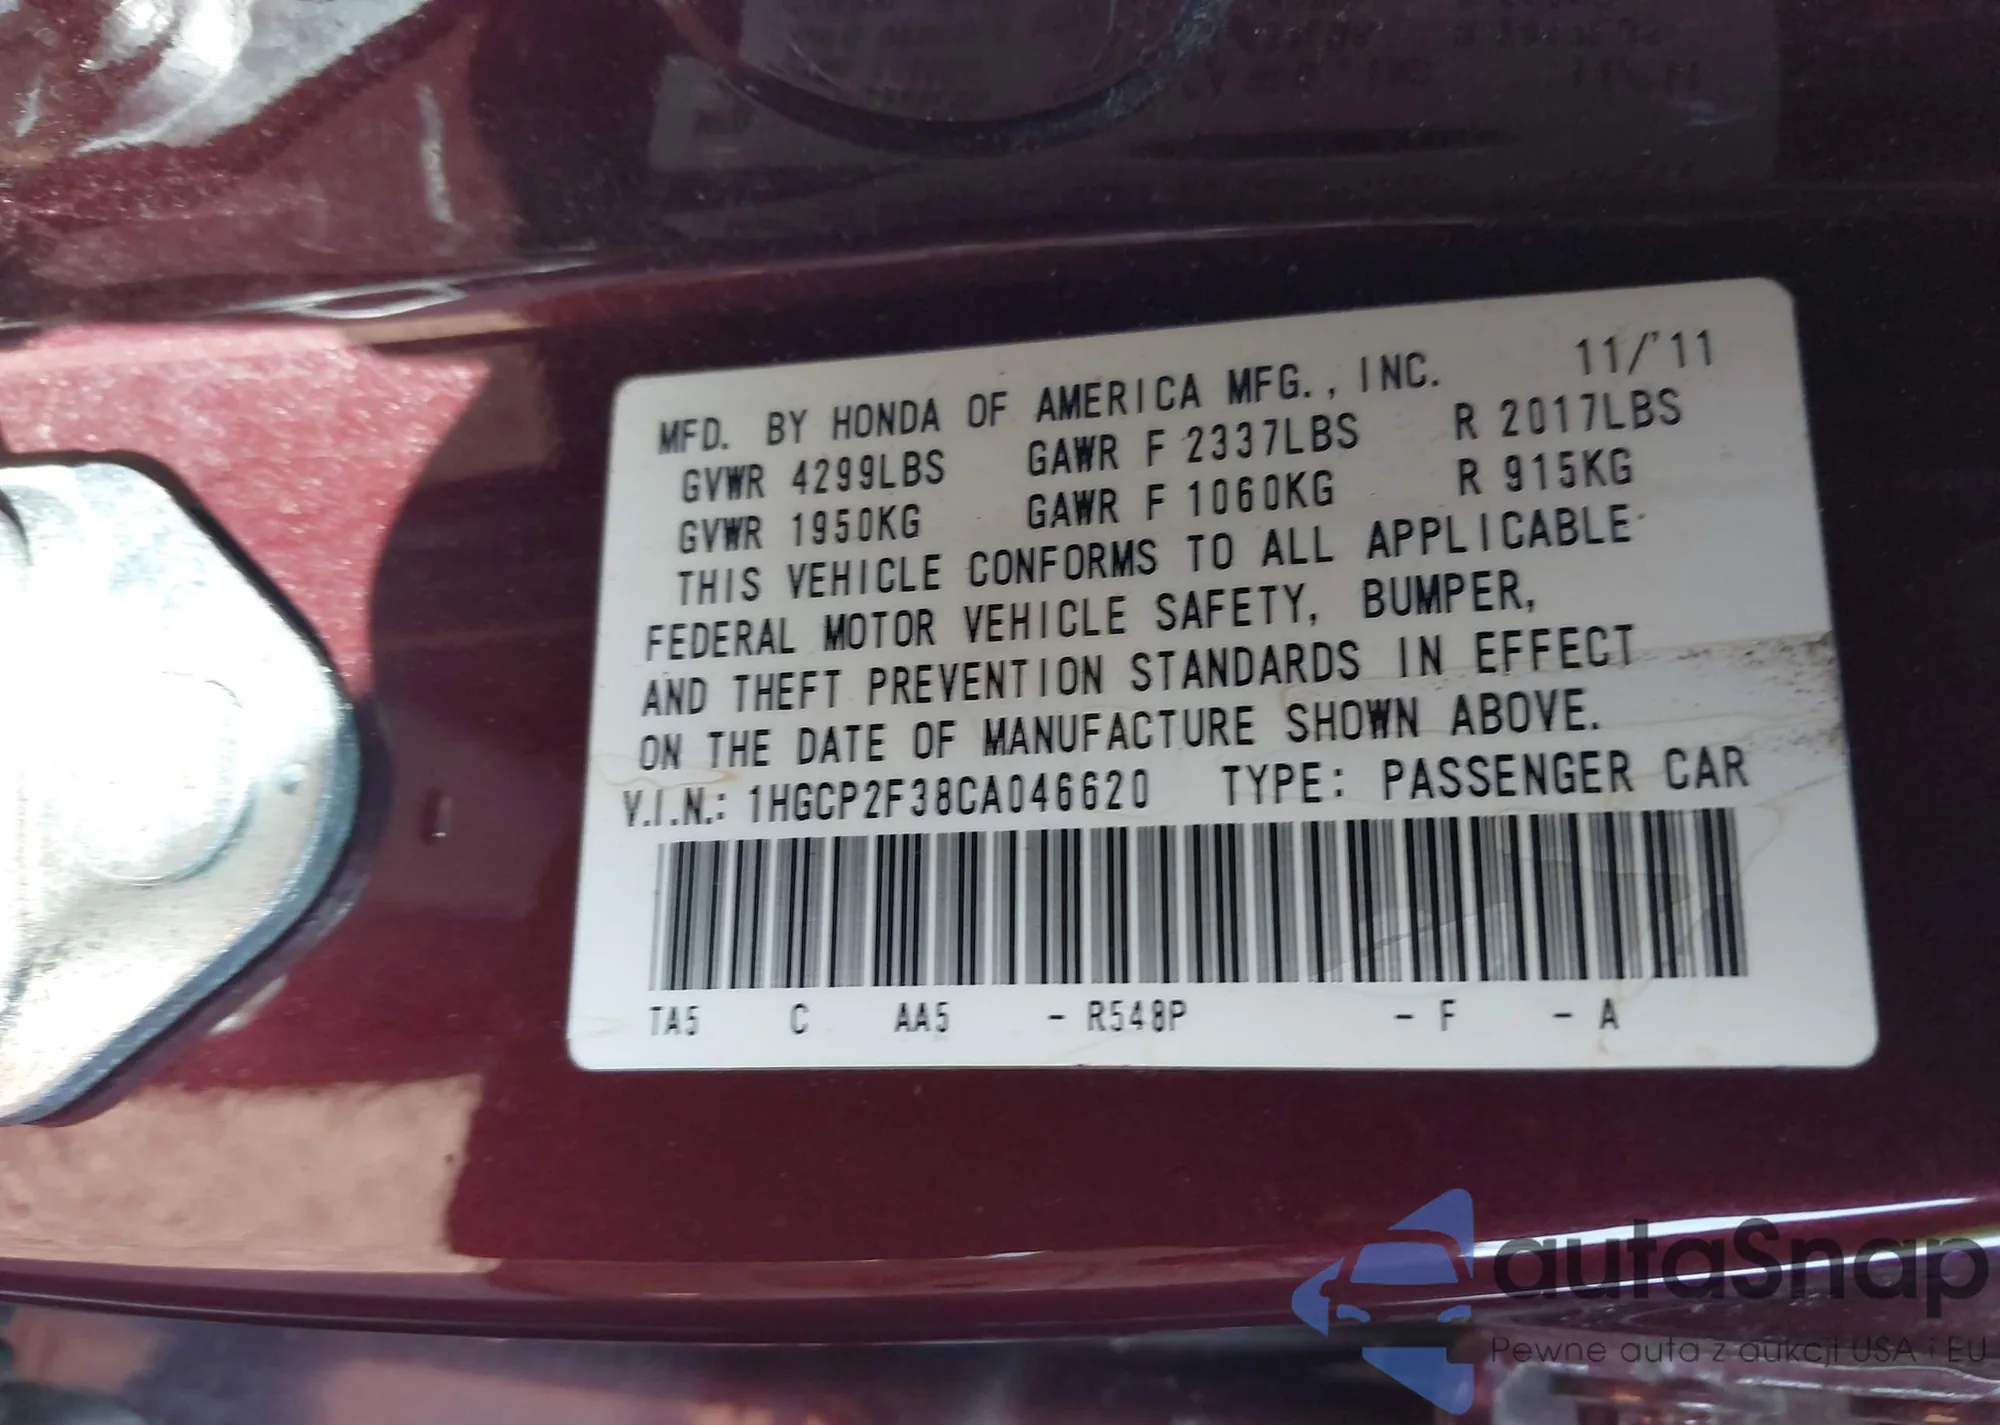 MFD. BY HONDA OF AMERICA MFG., INC. 11/'11
GVWR 4299LBS GAWR F 2337LBS R 2017LBS
GVWR 1950KG GAWR F 1060KG R 915KG
THIS VEHICLE CONFORMS TO ALL APPLICABLE
FEDERAL MOTOR VEHICLE SAFETY, BUMPER,
AND THEFT PREVENTION STANDARDS IN EFFECT
ON THE DATE OF MANUFACTURE SHOWN ABOVE.
V.I.N.: 1HGCP2F38CA046620 TYPE: PASSENGER CAR
TA5 C AA5 - R548P - F - A
autaSnap
Pewne auta z aukcji USA i EU